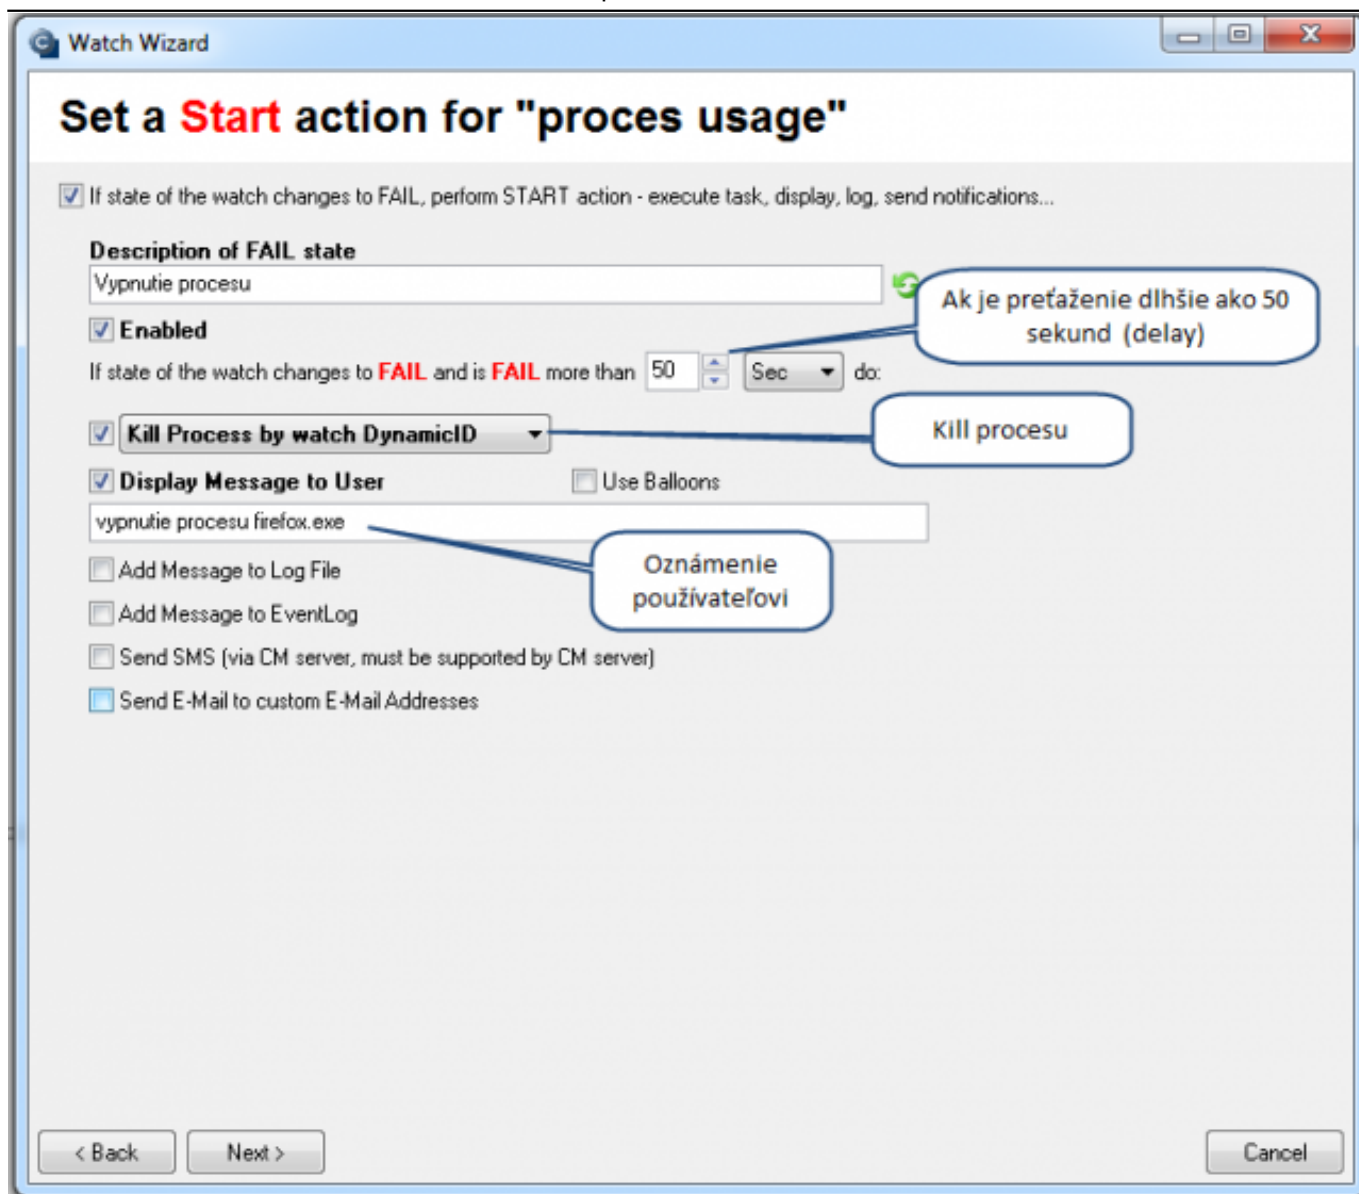 Watch Wizard
Set a Start action for "proces usage"
If state of the watch changes to FAIL, perform START action - execute task, display, log, send notifications...
Description of FAIL state
Vypnutie procesu
Ak je preťaženie dlhšie ako 50
sekund (delay)
Enabled
If state of the watch changes to FAIL and is FAIL more than 50 Sec do:
Kill Process by watch DynamicID
Kill procesu
Display Message to User
Use Balloons
vypnutie procesu firefox.exe
Oznámenie
používateľovi
Add Message to Log File
Add Message to EventLog
Send SMS (via CM server, must be supported by CM server)
Send E-Mail to custom E-Mail Addresses
< Back
Next >
Cancel